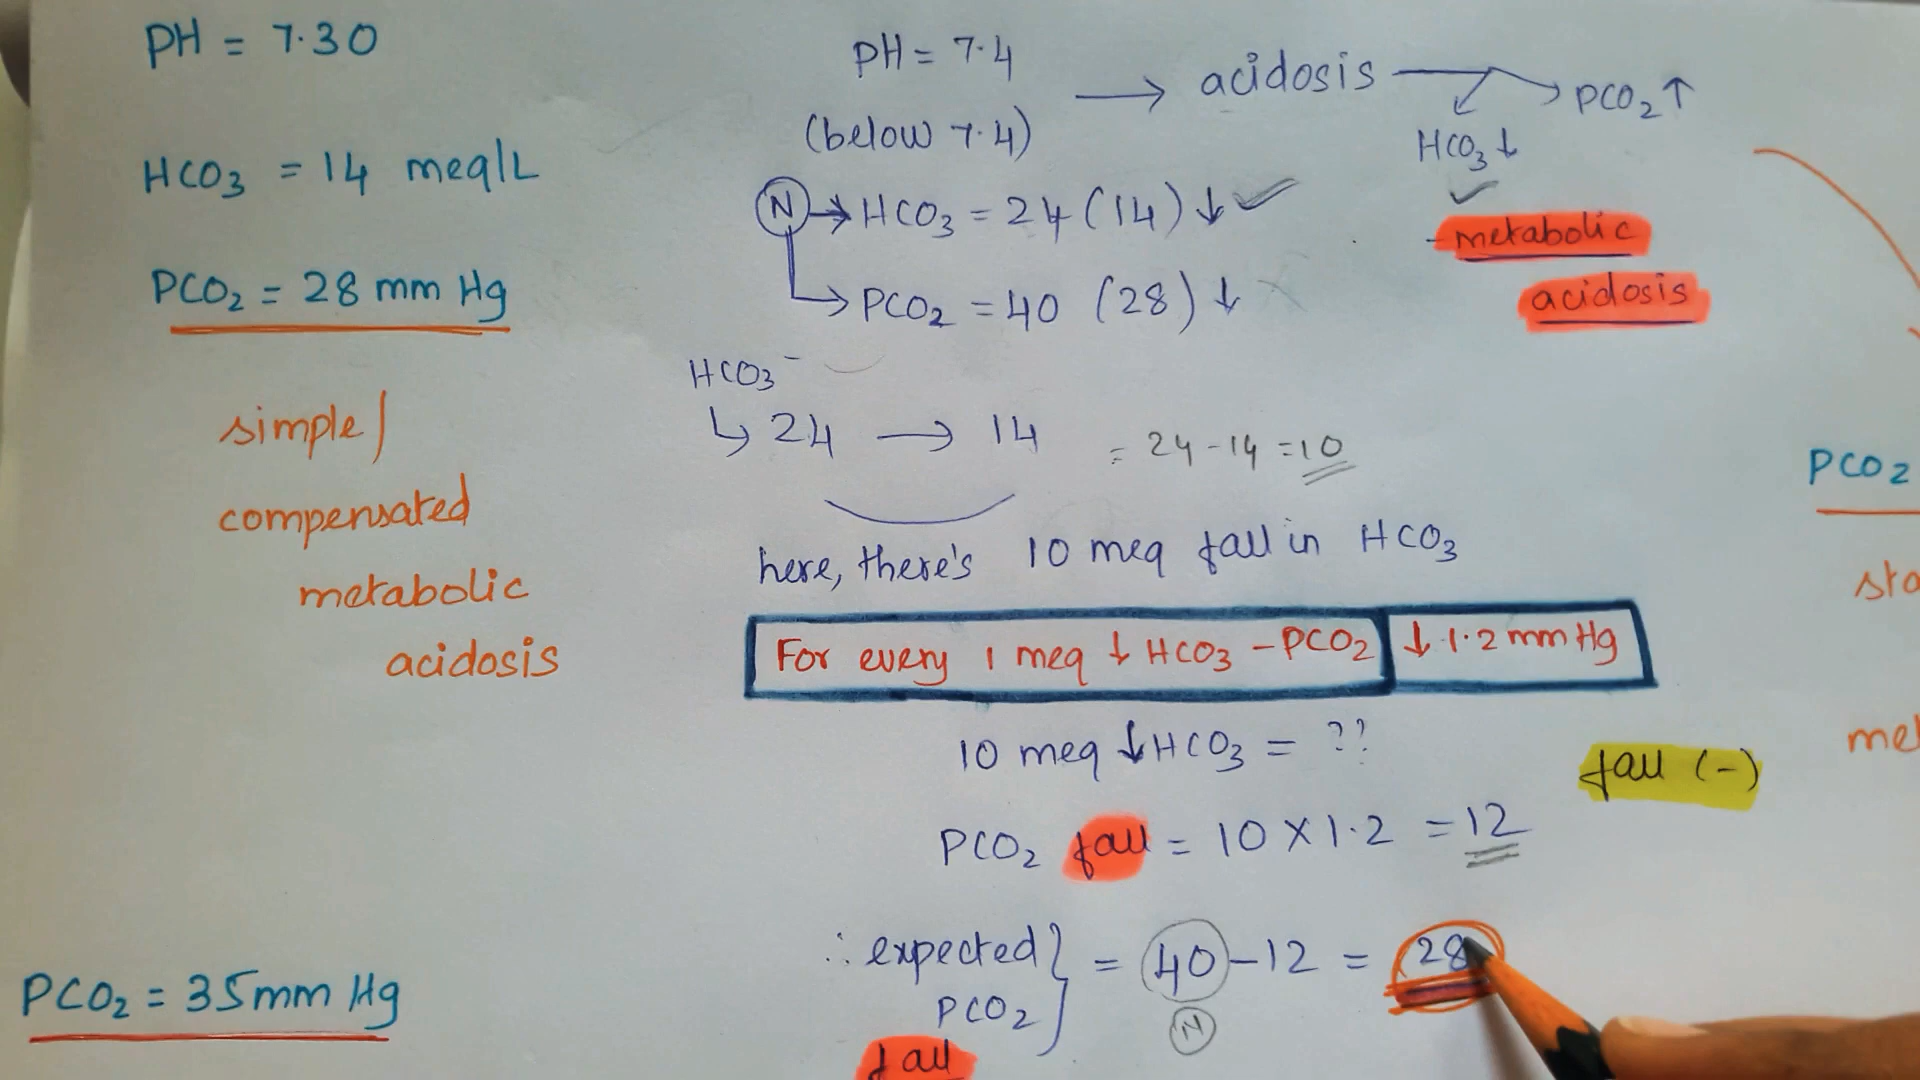 PH = 7.30
HCO3 = 14 meq/L
PCO2 = 28 mm Hg
simple/
compensated
metabolic
acidosis
PCO2 = 35mm Hg
PH = 7.4
(below 7.4)
→ acidosis
PCO2 ↑
HCO3 ↓
metabolic
acidosis
N → HCO3 = 24 (14) ↓ ✓
→ PCO2 = 40 (28) ↓
HCO3⁻
↳ 24 → 14 = 24-14 = 10
here, there's 10 meq fall in HCO3
For every 1 meq ↓ HCO3 - PCO2 ↓ 1.2 mm Hg
10 meq ↓ HCO3 = ??
fall (-)
PCO2 fall = 10 X 1.2 = 12
∴ expected } = 40 - 12 = 28
PCO2
N
fall
PCO2